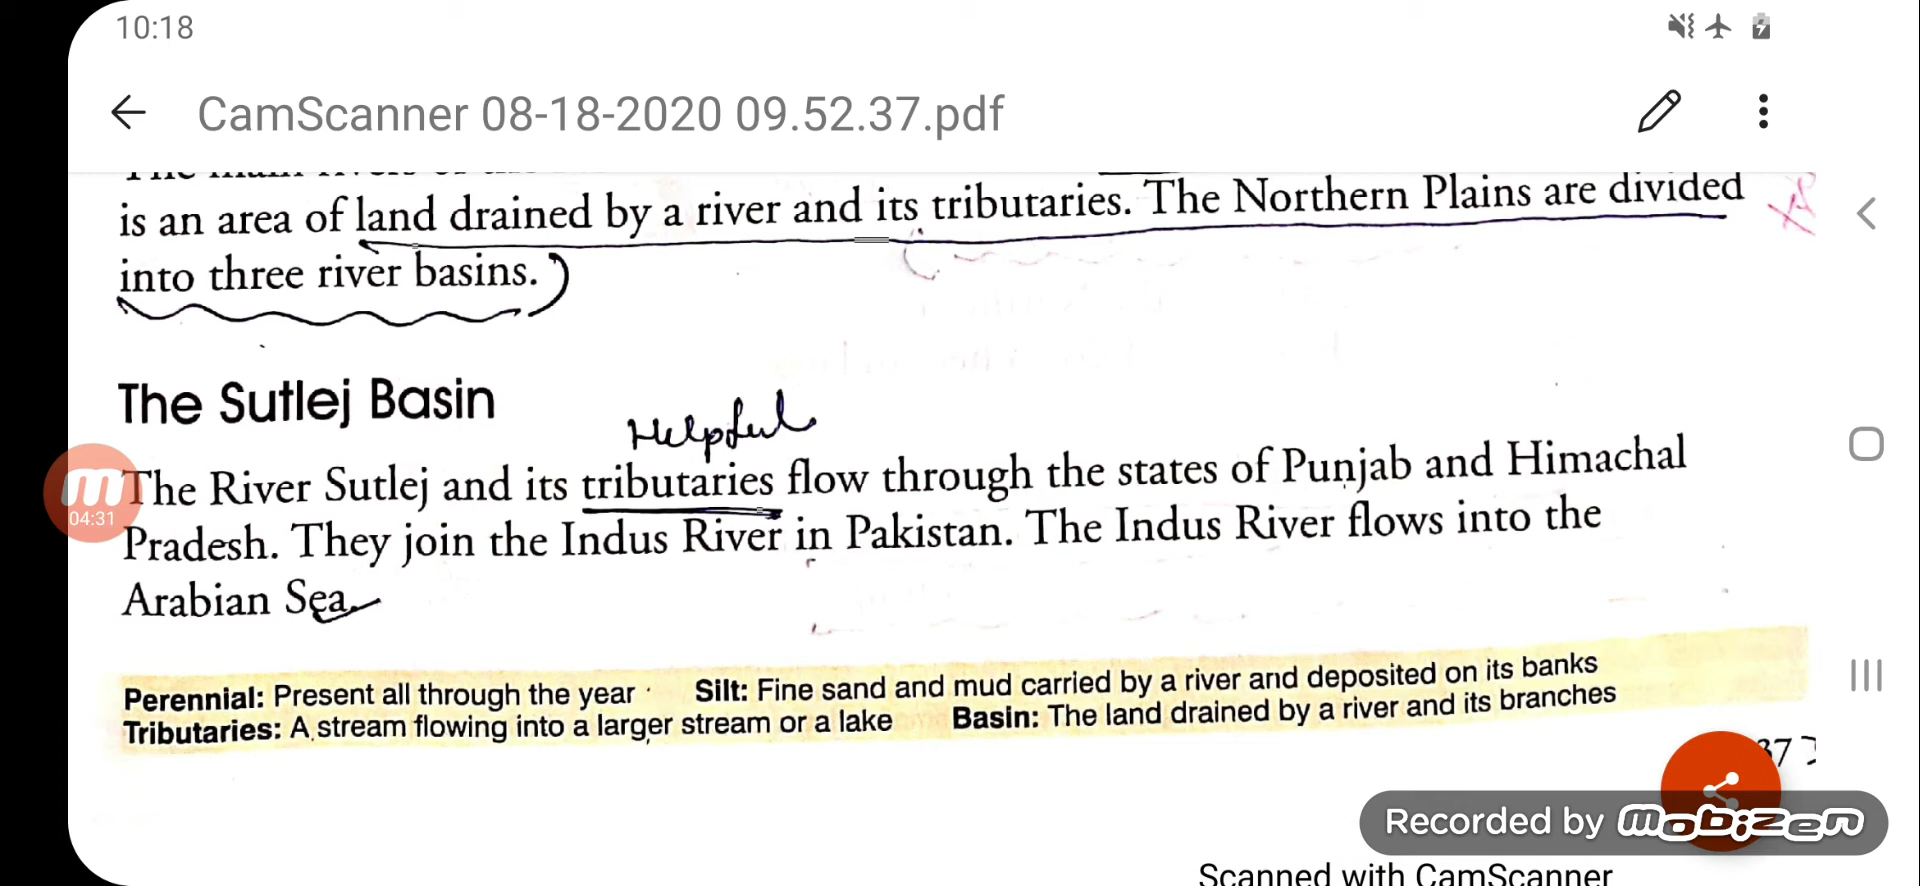 10:18
CamScanner 08-18-2020 09.52.37.pdf
is an area of land drained by a river and its tributaries. The Northern Plains are divided
into three river basins.
The Sutlej Basin
Helpful
The River Sutlej and its tributaries flow through the states of Punjab and Himachal
04:31
Pradesh. They join the Indus River in Pakistan. The Indus River flows into the
Arabian Sea
Perennial: Present all through the year Silt: Fine sand and mud carried by a river and deposited on its banks
Tributaries: A stream flowing into a larger stream or a lake Basin: The land drained by a river and its branches
37
Recorded by mobizen
Scanned with CamScanner